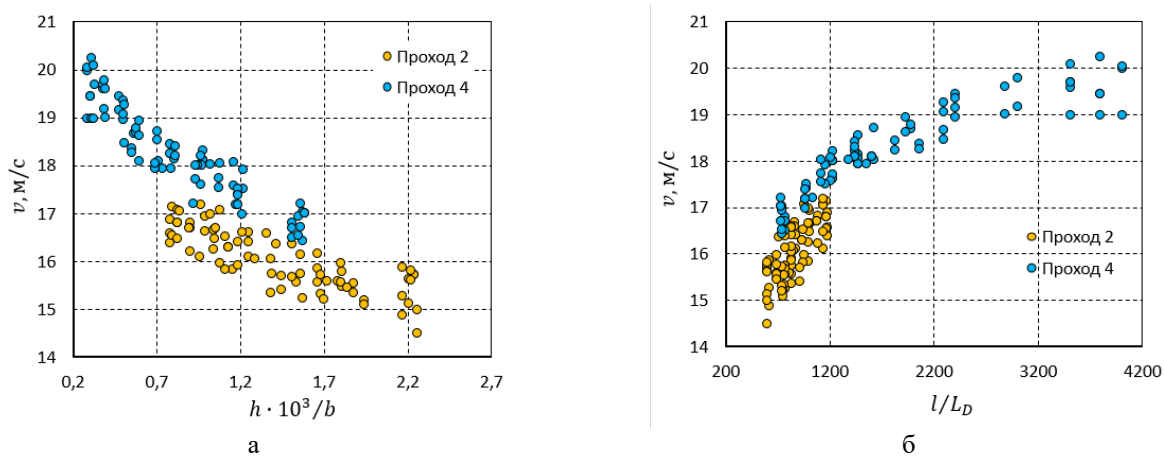 21
20
19
18
17
16
15
14
v, м/с
Проход 2
Проход 4
0,2 0,7 1,2 1,7 2,2 2,7
h · 10³/b
а
21
20
19
18
17
16
15
14
v, м/с
Проход 2
Проход 4
200 1200 2200 3200 4200
l/L_D
б